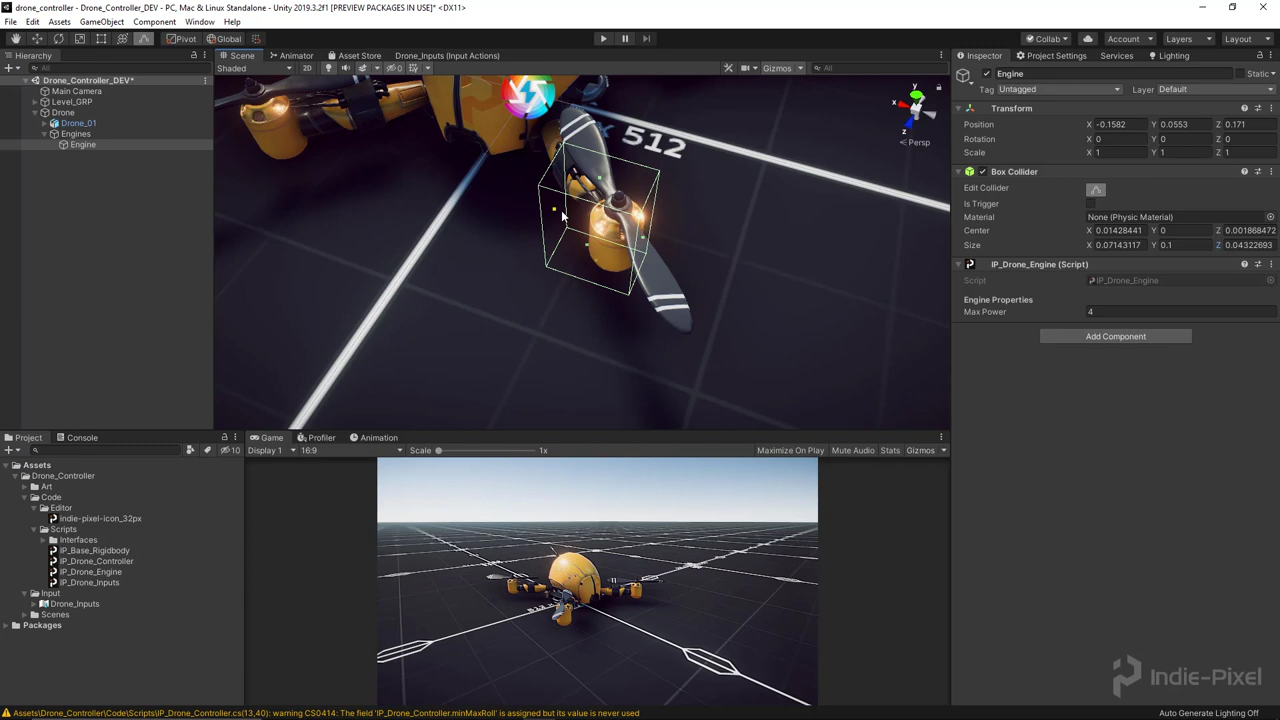 drone_controller - Drone_Controller_DEV - PC, Mac & Linux Standalone - Unity 2019.3.2f1 [PREVIEW PACKAGES IN USE]* <DX11>
File Edit Assets GameObject Component Window Help
Pivot Global Collab Account Layers Layout
Hierarchy
All
Drone_Controller_DEV*
Main Camera
Level_GRP
Drone
Drone_01
Engines
Engine
Scene Animator Asset Store Drone_Inputs (Input Actions)
Shaded 2D 0 Gizmos All
512
y
x
z
Persp
Inspector Project Settings Services Lighting
Engine Static
Tag Untagged Layer Default
Transform
Position X -0.1582 Y 0.0553 Z 0.171
Rotation X 0 Y 0 Z 0
Scale X 1 Y 1 Z 1
Box Collider
Edit Collider
Is Trigger
Material None (Physic Material)
Center X 0.01428441 Y 0 Z 0.001868472
Size X 0.07143117 Y 0.1 Z 0.04322693
IP_Drone_Engine (Script)
Script IP_Drone_Engine
Engine Properties
Max Power 4
Add Component
Project Console
10
Assets
Drone_Controller
Art
Code
Editor
indie-pixel-icon_32px
Scripts
Interfaces
IP_Base_Rigidbody
IP_Drone_Controller
IP_Drone_Engine
IP_Drone_Inputs
Input
Drone_Inputs
Scenes
Packages
Game Profiler Animation
Display 1 16:9 Scale 1x Maximize On Play Mute Audio Stats Gizmos
Indie-Pixel
Assets\Drone_Controller\Code\Scripts\IP_Drone_Controller.cs(13,40): warning CS0414: The field 'IP_Drone_Controller.minMaxRoll' is assigned but its value is never used
Auto Generate Lighting Off